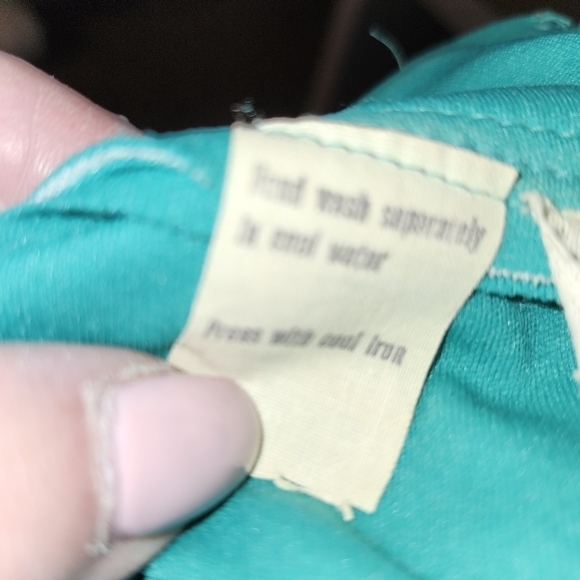 Hand wash separately
In cool water
Press with cool iron